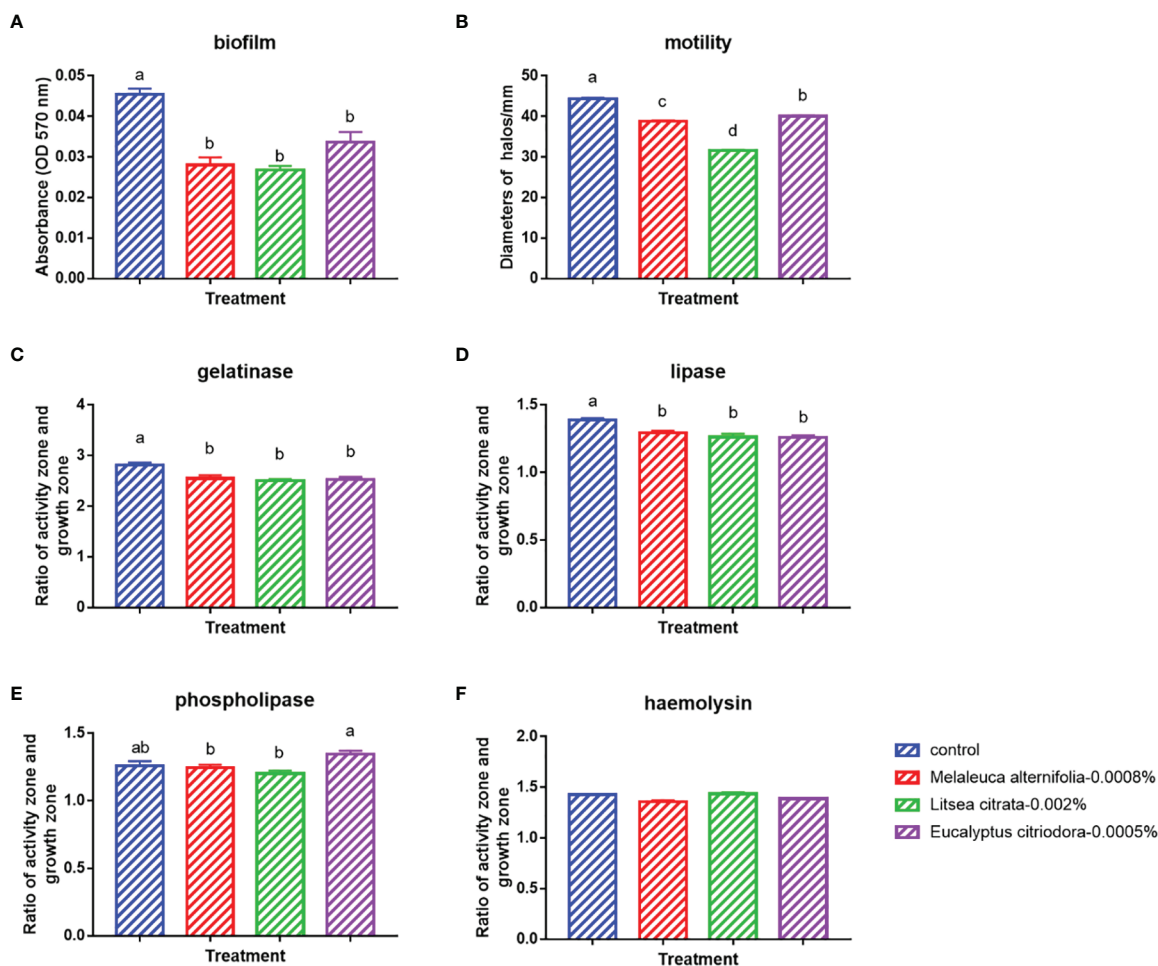 A
biofilm
Absorbance (OD 570 nm)
0.05
0.04
0.03
0.02
0.01
0.00
a
b
b
b
Treatment
B
motility
Diameters of halos/mm
50
40
30
20
10
0
a
c
d
b
Treatment
C
gelatinase
Ratio of activity zone and
growth zone
4
3
2
1
0
a
b
b
b
Treatment
D
lipase
Ratio of activity zone and
growth zone
1.5
1.0
0.5
0.0
a
b
b
b
Treatment
E
phospholipase
Ratio of activity zone and
growth zone
1.5
1.0
0.5
0.0
ab
b
b
a
Treatment
F
haemolysin
Ratio of activity zone and
growth zone
2.0
1.5
1.0
0.5
0.0
Treatment
control
Melaleuca alternifolia-0.0008%
Litsea citrata-0.002%
Eucalyptus citriodora-0.0005%